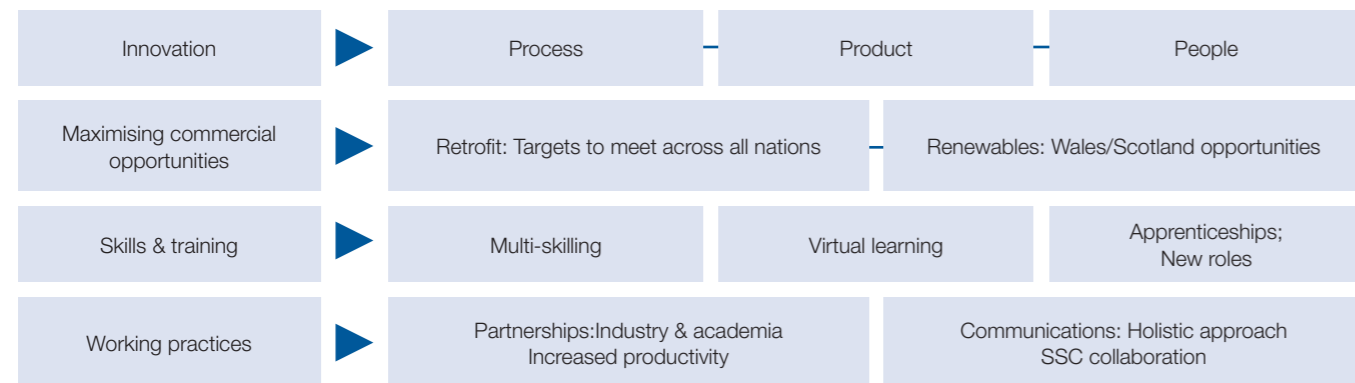 Innovation
Process
Product
People
Maximising commercial
opportunities
Retrofit: Targets to meet across all nations
Renewables: Wales/Scotland opportunities
Skills & training
Multi-skilling
Virtual learning
Apprenticeships;
New roles
Working practices
Partnerships:Industry & academia
Increased productivity
Communications: Holistic approach
SSC collaboration